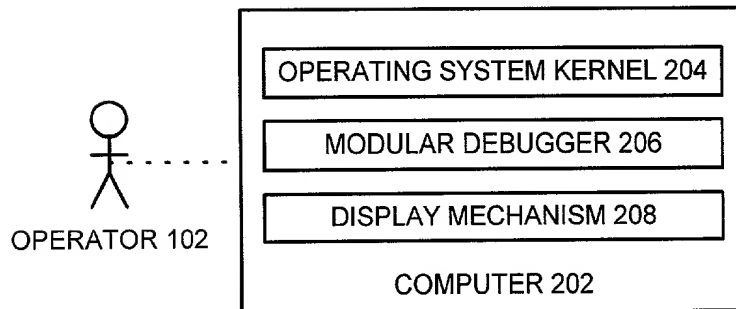 OPERATING SYSTEM KERNEL 204
MODULAR DEBUGGER 206
DISPLAY MECHANISM 208
OPERATOR 102
COMPUTER 202